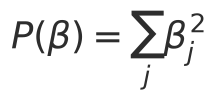 P(β) = ∑_j β_j^2